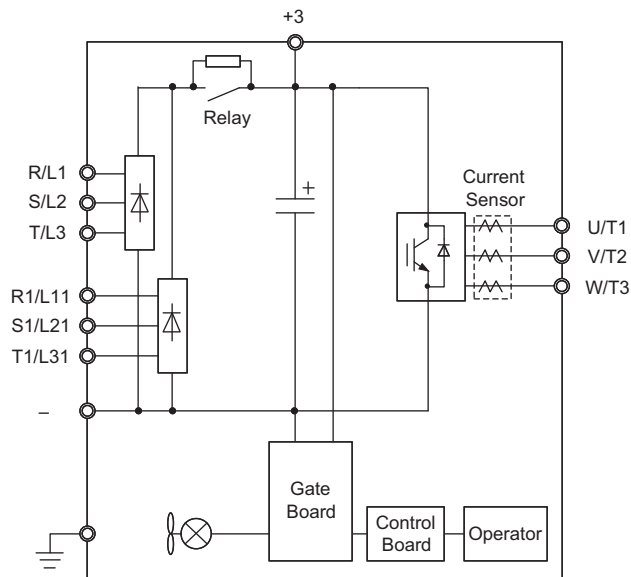 +3
Relay
R/L1
S/L2
T/L3
Current
Sensor
U/T1
V/T2
W/T3
R1/L11
S1/L21
T1/L31
–
+
Gate
Board
Control
Board
Operator